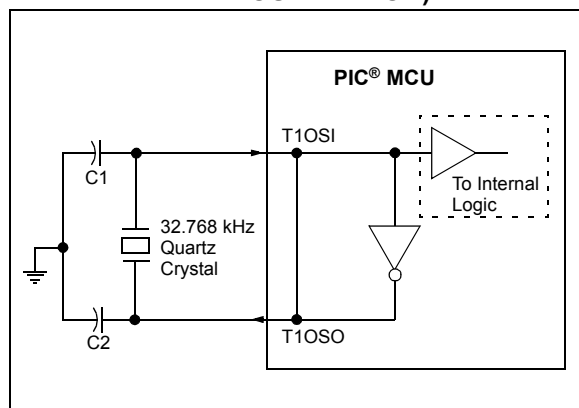 PIC® MCU
T1OSI
C1
To Internal
Logic
32.768 kHz
Quartz
Crystal
C2
T1OSO